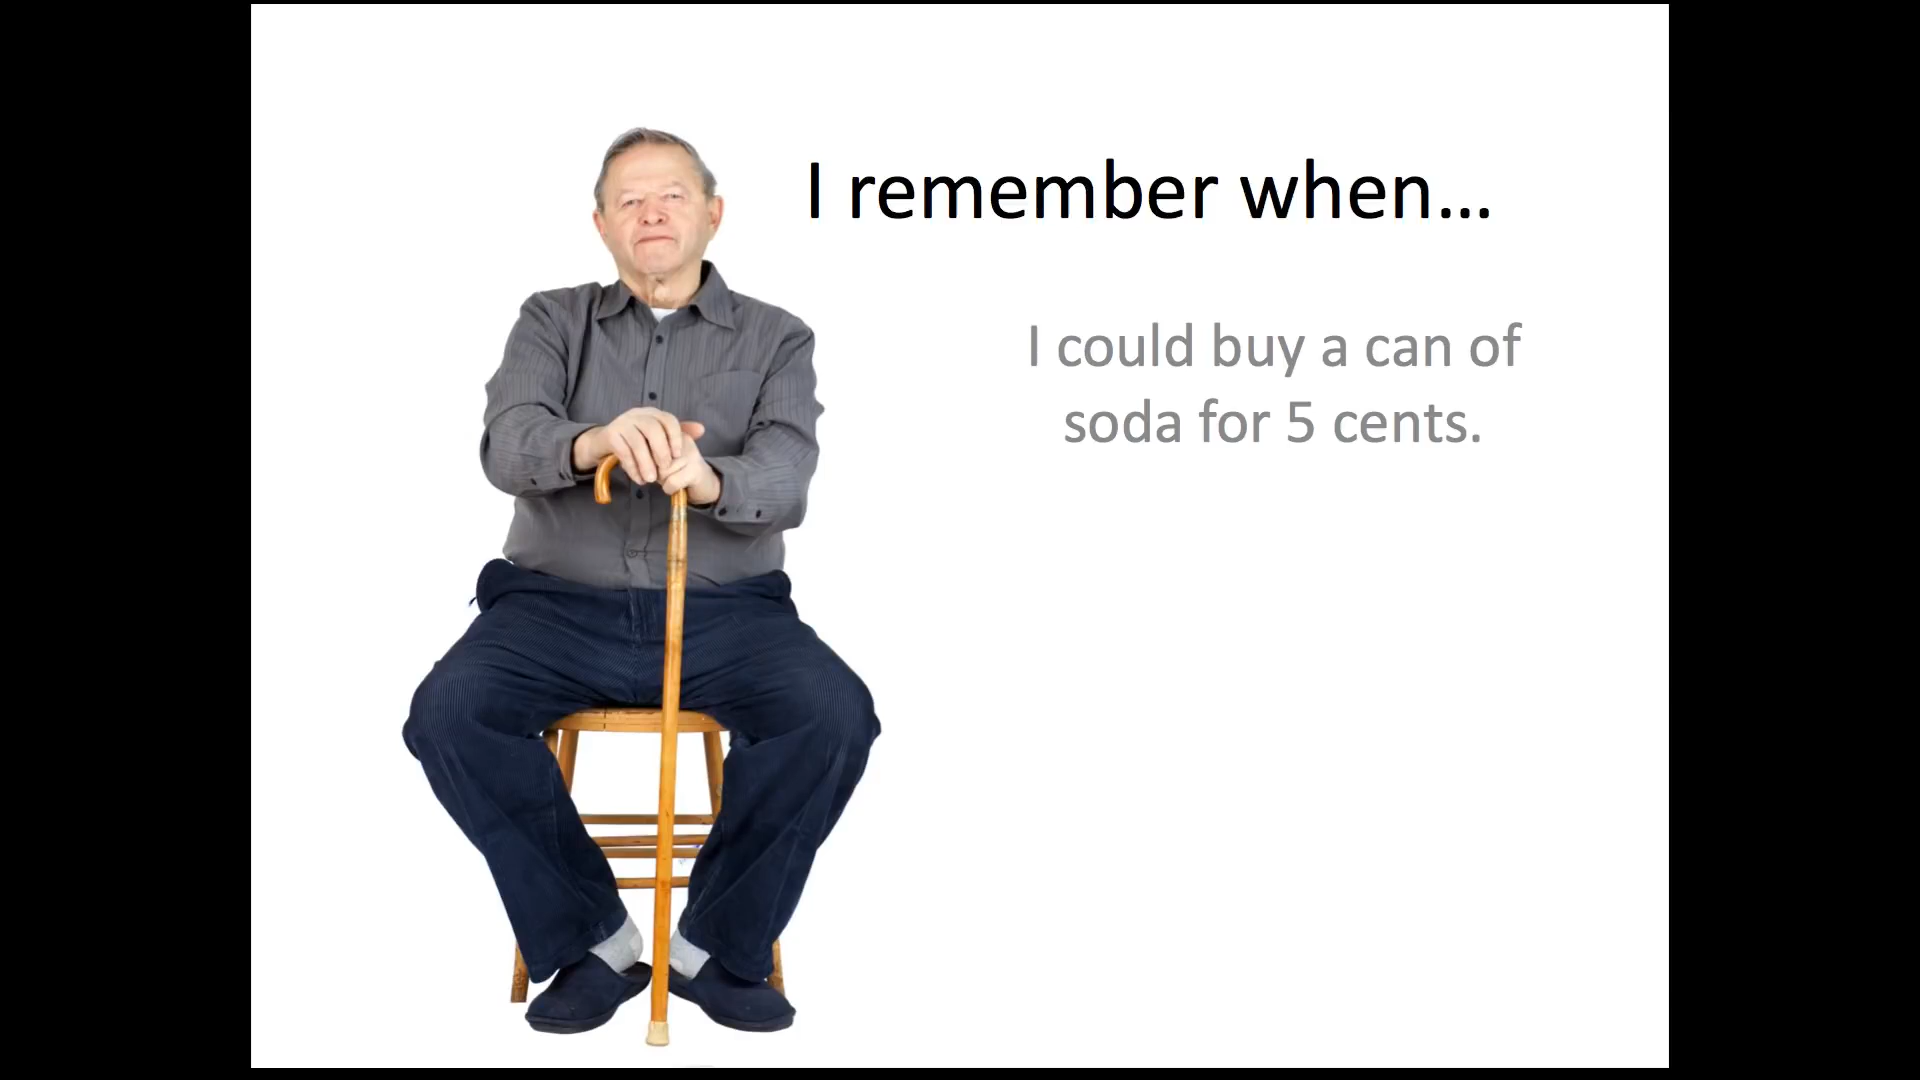 I remember when...
I could buy a can of
soda for 5 cents.